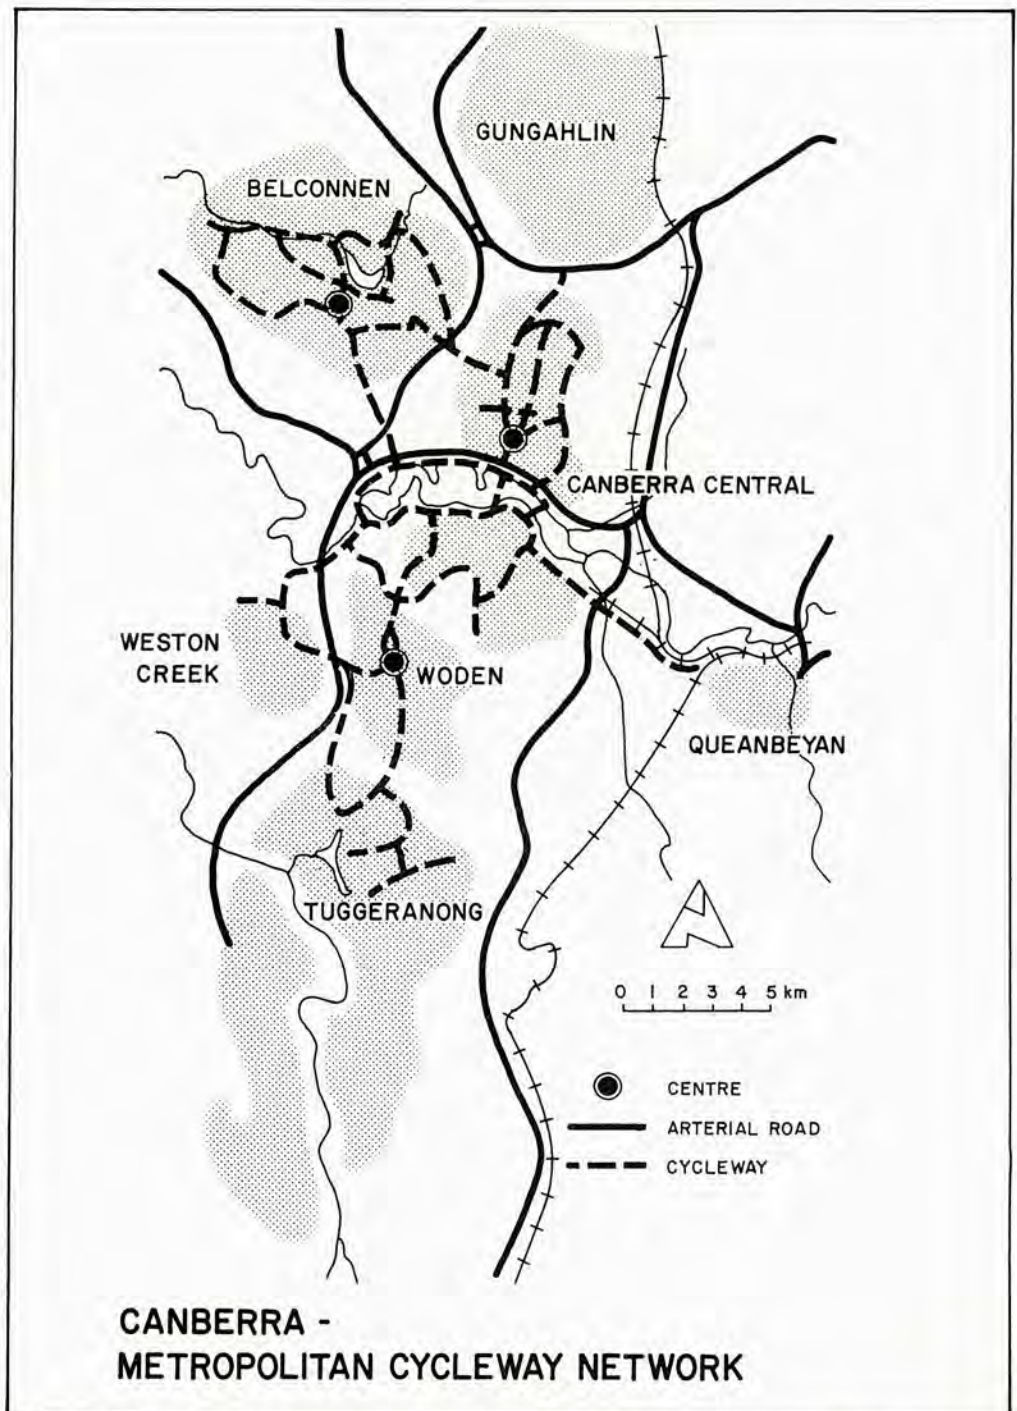 GUNGAHLIN
BELCONNEN
CANBERRA CENTRAL
WESTON
CREEK
WODEN
QUEANBEYAN
TUGGERANONG
0 1 2 3 4 5 km
CENTRE
ARTERIAL ROAD
CYCLEWAY
CANBERRA -
METROPOLITAN CYCLEWAY NETWORK